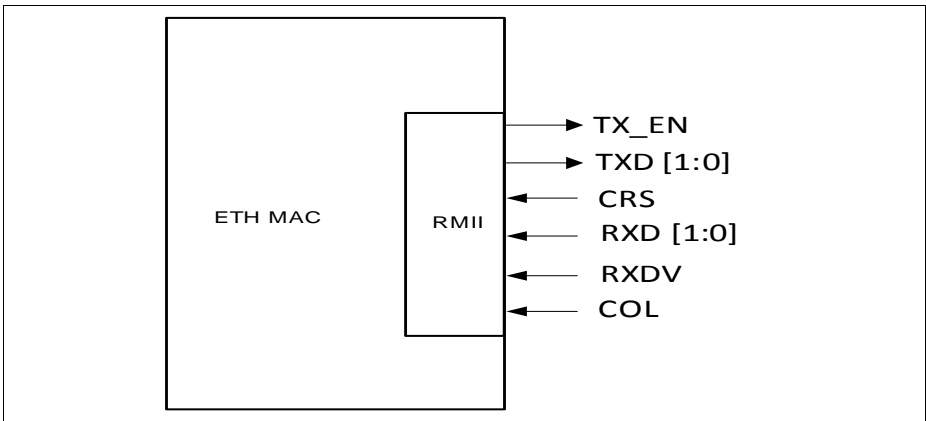 TX_EN
TXD [1:0]
CRS
ETH MAC
RMII
RXD [1:0]
RXDV
COL